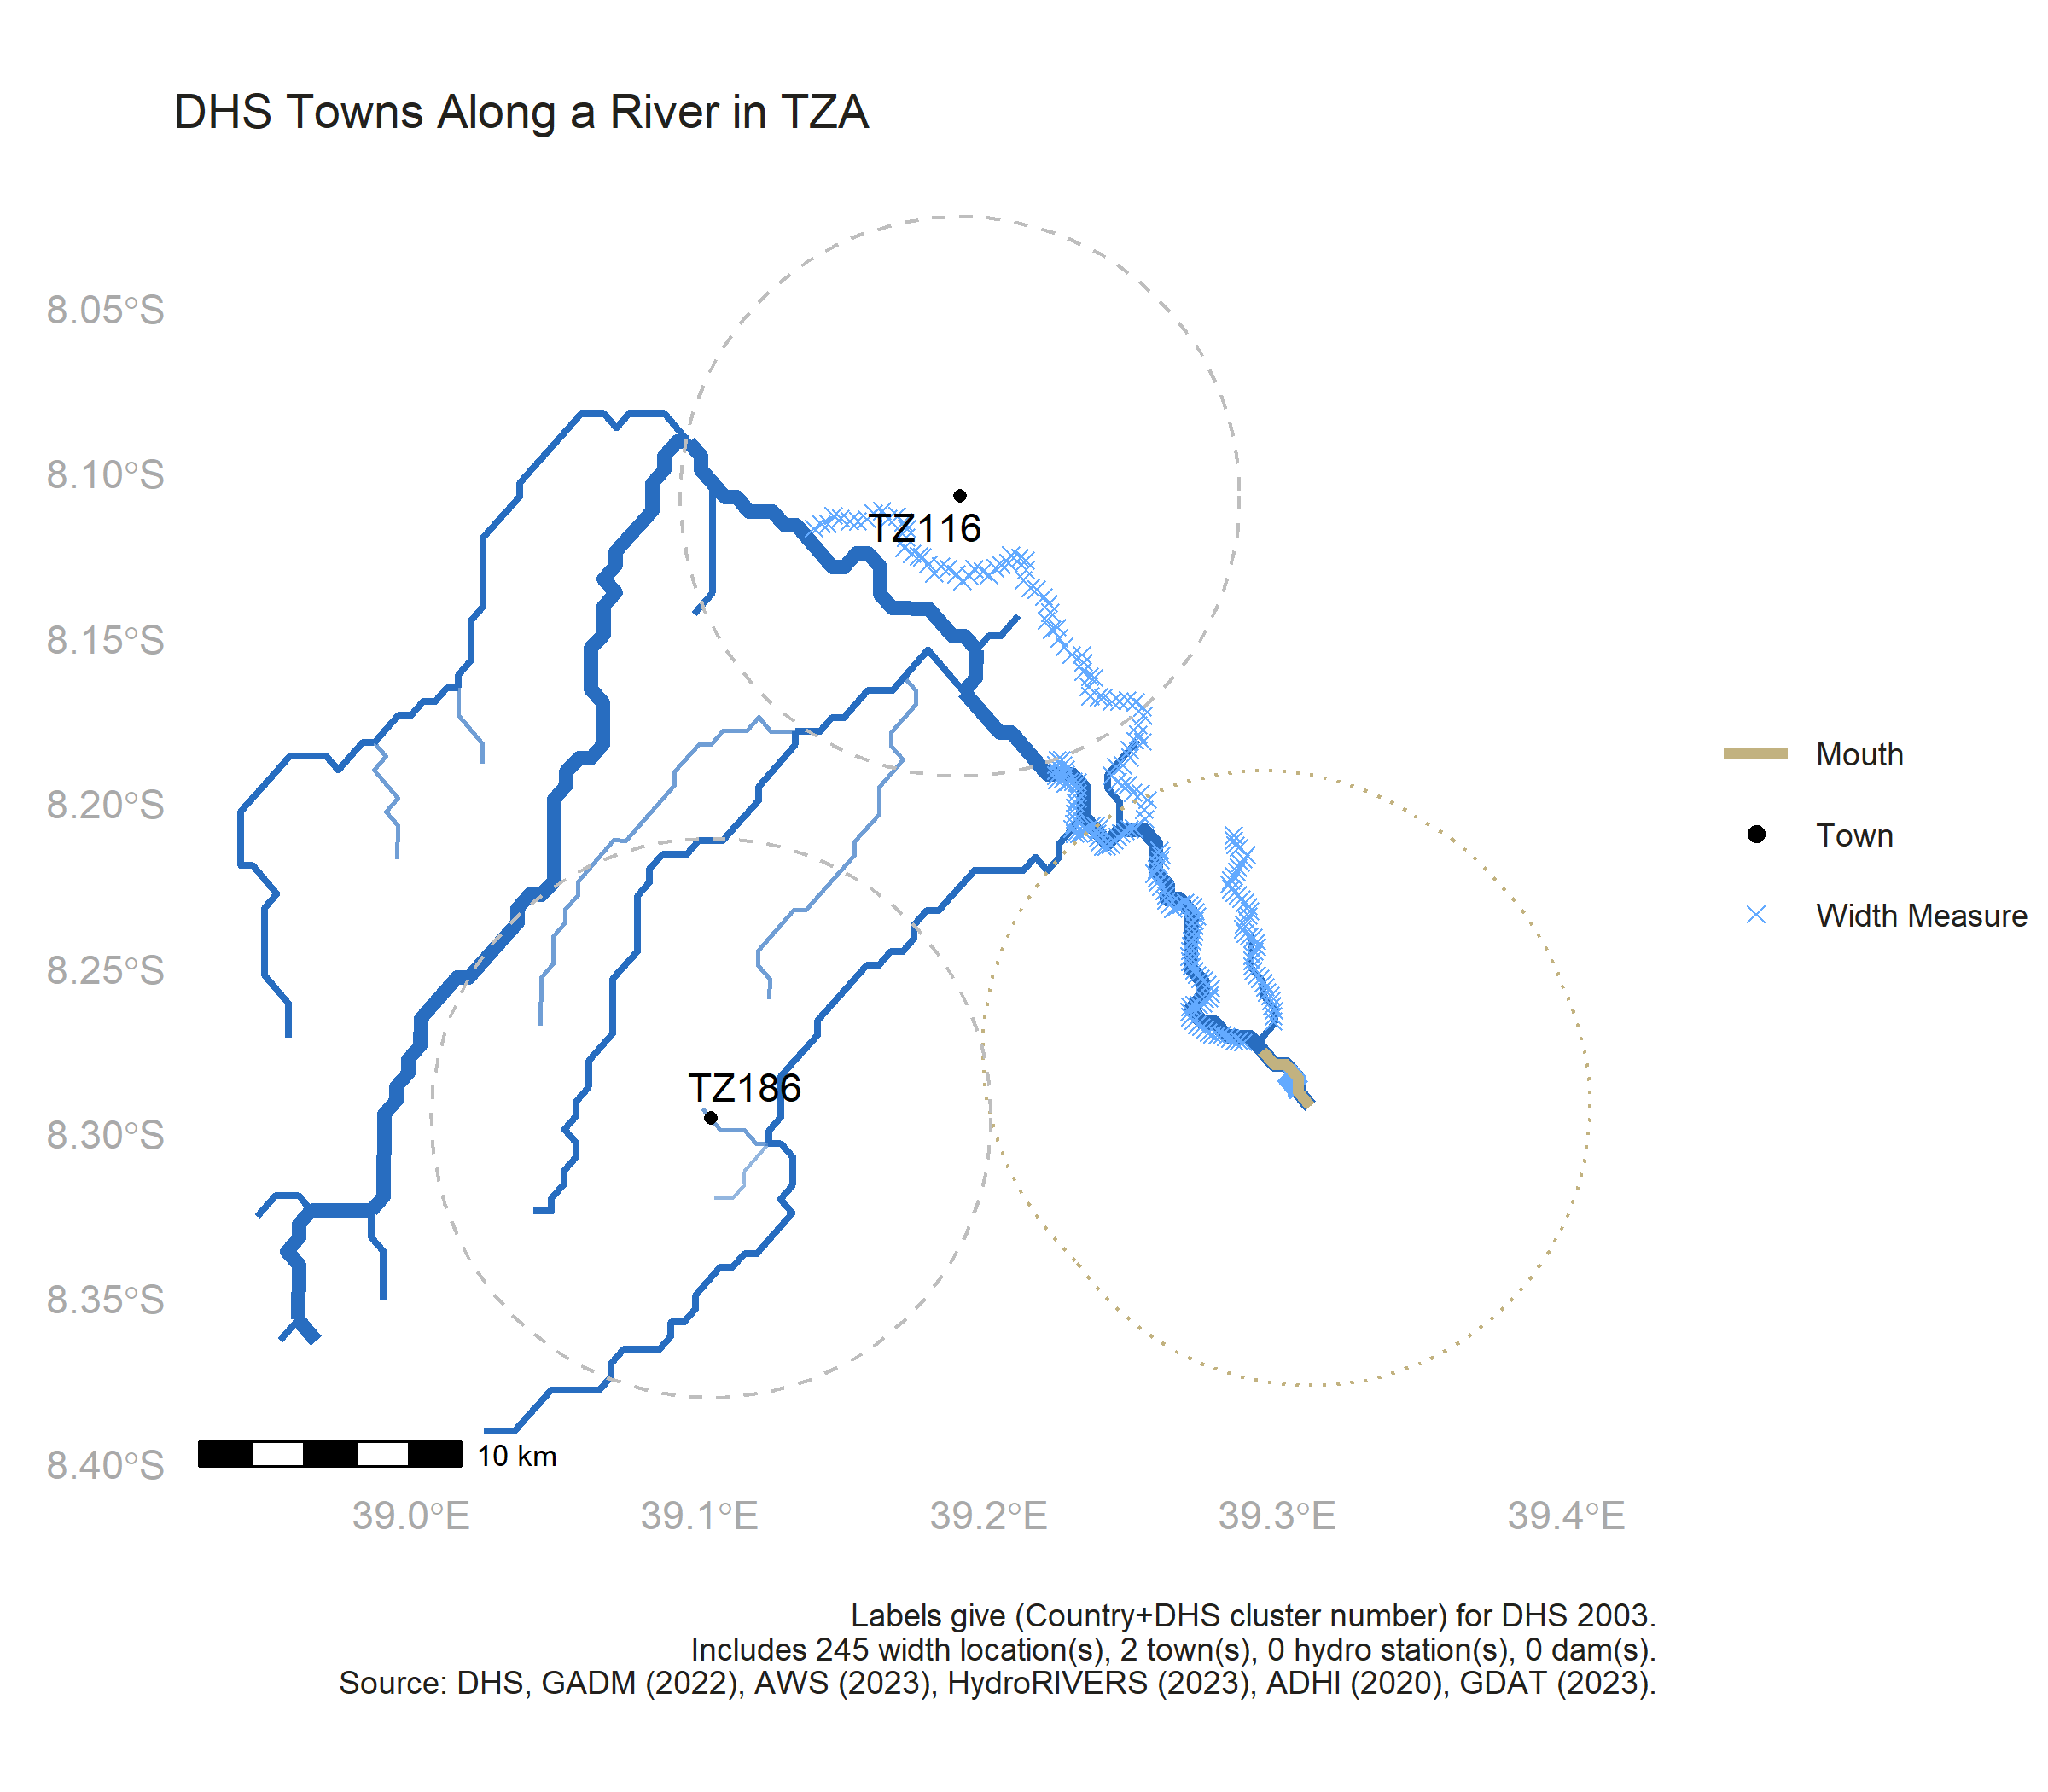 DHS Towns Along a River in TZA
8.05°S
8.10°S
8.15°S
8.20°S
8.25°S
8.30°S
8.35°S
8.40°S
TZ116
TZ186
Mouth
Town
Width Measure
10 km
39.0°E
39.1°E
39.2°E
39.3°E
39.4°E
Labels give (Country+DHS cluster number) for DHS 2003.
Includes 245 width location(s), 2 town(s), 0 hydro station(s), 0 dam(s).
Source: DHS, GADM (2022), AWS (2023), HydroRIVERS (2023), ADHI (2020), GDAT (2023).